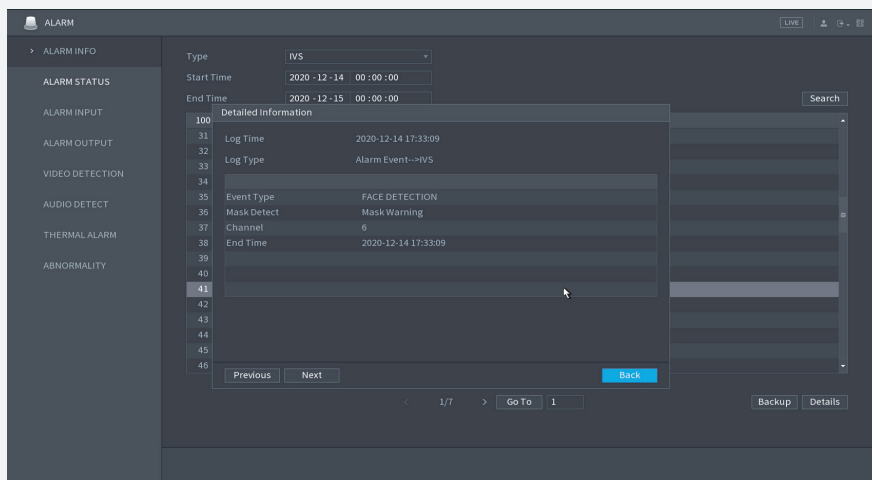 ALARM
LIVE
ALARM INFO
ALARM STATUS
ALARM INPUT
ALARM OUTPUT
VIDEO DETECTION
AUDIO DETECT
THERMAL ALARM
ABNORMALITY
Type IVS
Start Time 2020 -12 -14 00 : 00 : 00
End Time 2020 -12 -15 00 : 00 : 00
Search
100
31
32
33
34
35
36
37
38
39
40
41
42
43
44
45
46
Detailed Information
Log Time 2020-12-14 17:33:09
Log Type Alarm Event-->IVS
Event Type FACE DETECTION
Mask Detect Mask Warning
Channel 6
End Time 2020-12-14 17:33:09
Previous Next Back
1/7 Go To 1
Backup Details